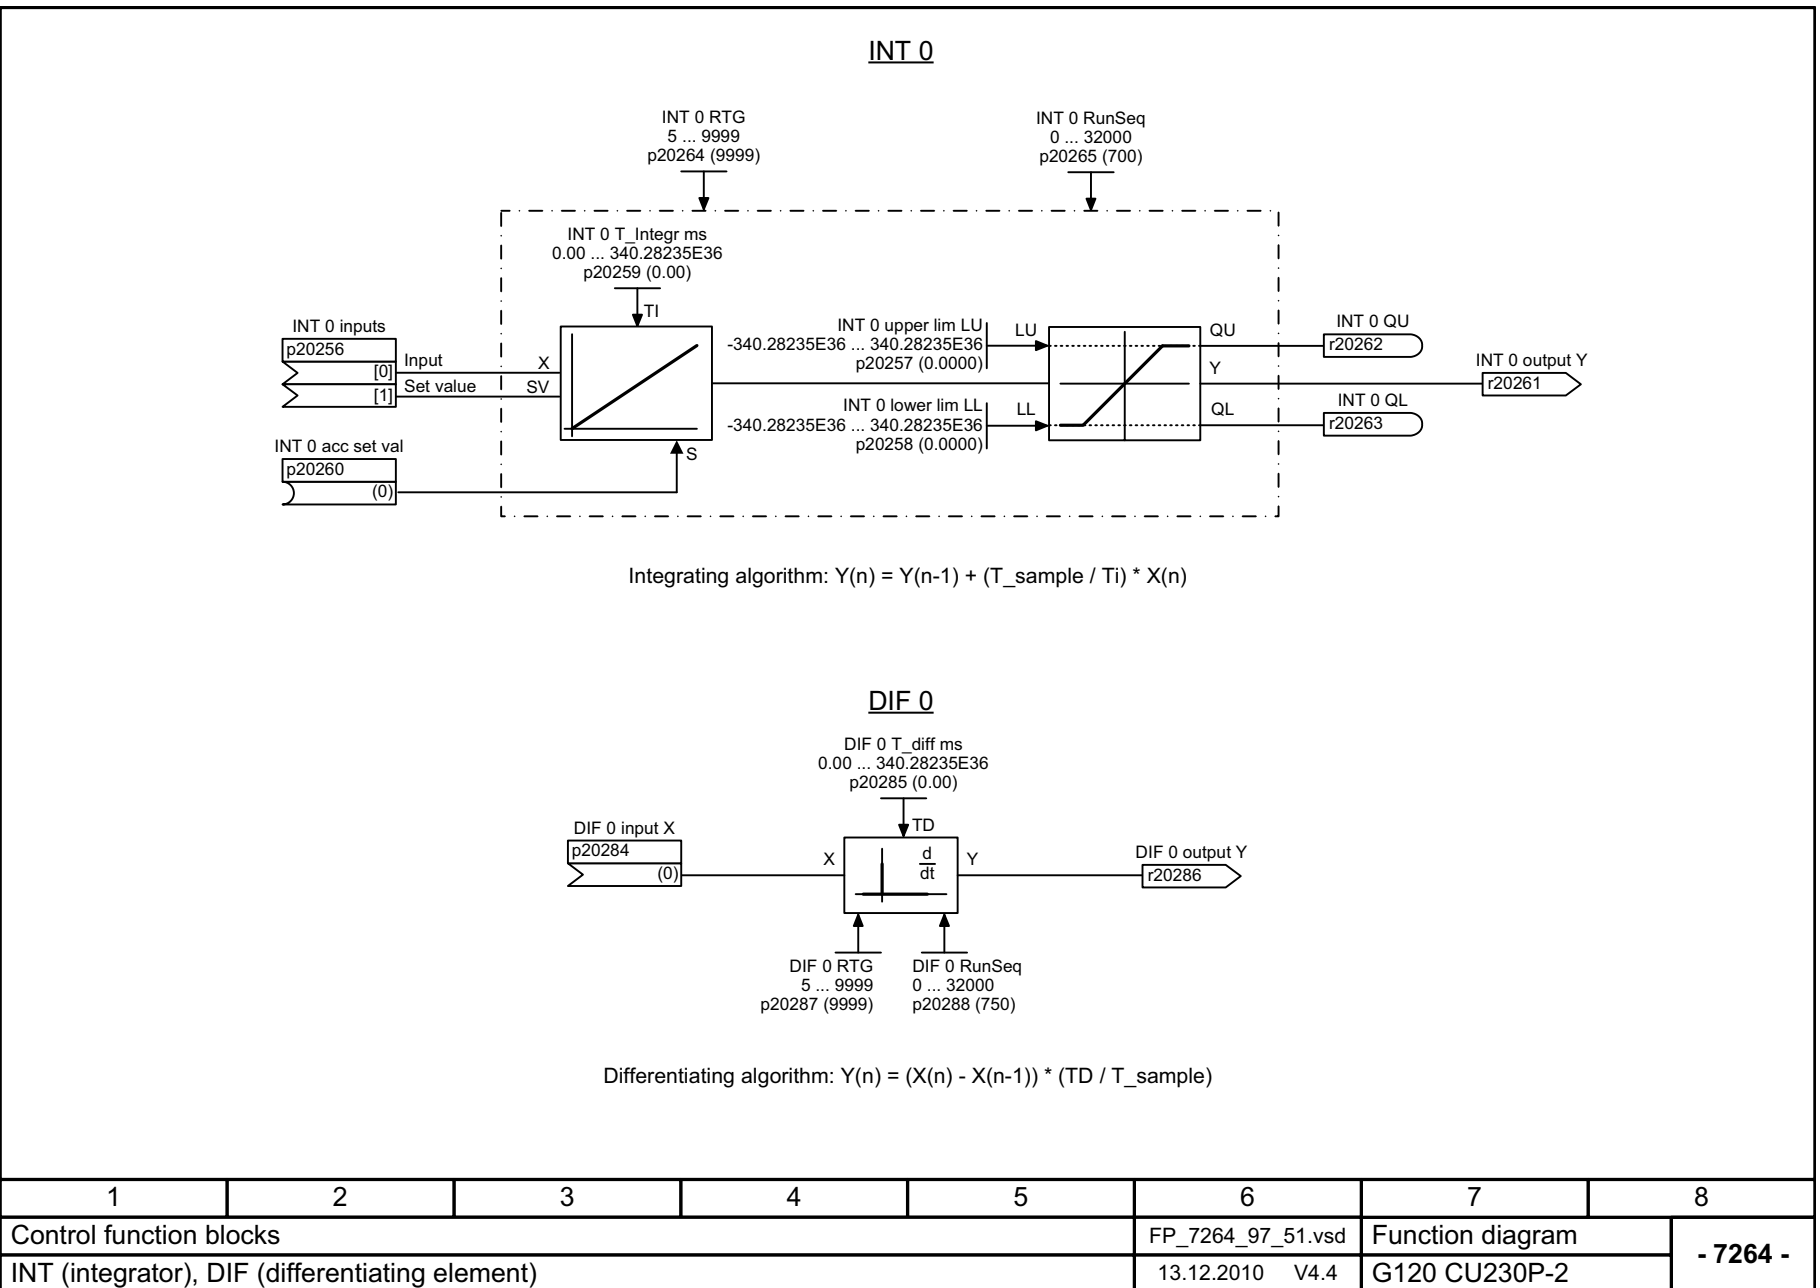 INT 0
INT 0 RTG
5 ... 9999
p20264 (9999)
INT 0 RunSeq
0 ... 32000
p20265 (700)
INT 0 T_Integr ms
0.00 ... 340.28235E36
p20259 (0.00)
TI
INT 0 inputs
p20256
[0]
[1]
Input
Set value
X
SV
INT 0 acc set val
p20260
(0)
S
INT 0 upper lim LU
-340.28235E36 ... 340.28235E36
p20257 (0.0000)
LU
INT 0 lower lim LL
-340.28235E36 ... 340.28235E36
p20258 (0.0000)
LL
QU
Y
QL
INT 0 QU
r20262
INT 0 output Y
r20261
INT 0 QL
r20263
Integrating algorithm: Y(n) = Y(n-1) + (T_sample / Ti) * X(n)
DIF 0
DIF 0 T_diff ms
0.00 ... 340.28235E36
p20285 (0.00)
TD
DIF 0 input X
p20284
(0)
X
d
dt
Y
DIF 0 output Y
r20286
DIF 0 RTG
5 ... 9999
p20287 (9999)
DIF 0 RunSeq
0 ... 32000
p20288 (750)
Differentiating algorithm: Y(n) = (X(n) - X(n-1)) * (TD / T_sample)
1 2 3 4 5 6 7 8
Control function blocks
FP_7264_97_51.vsd
Function diagram
- 7264 -
INT (integrator), DIF (differentiating element)
13.12.2010 V4.4
G120 CU230P-2